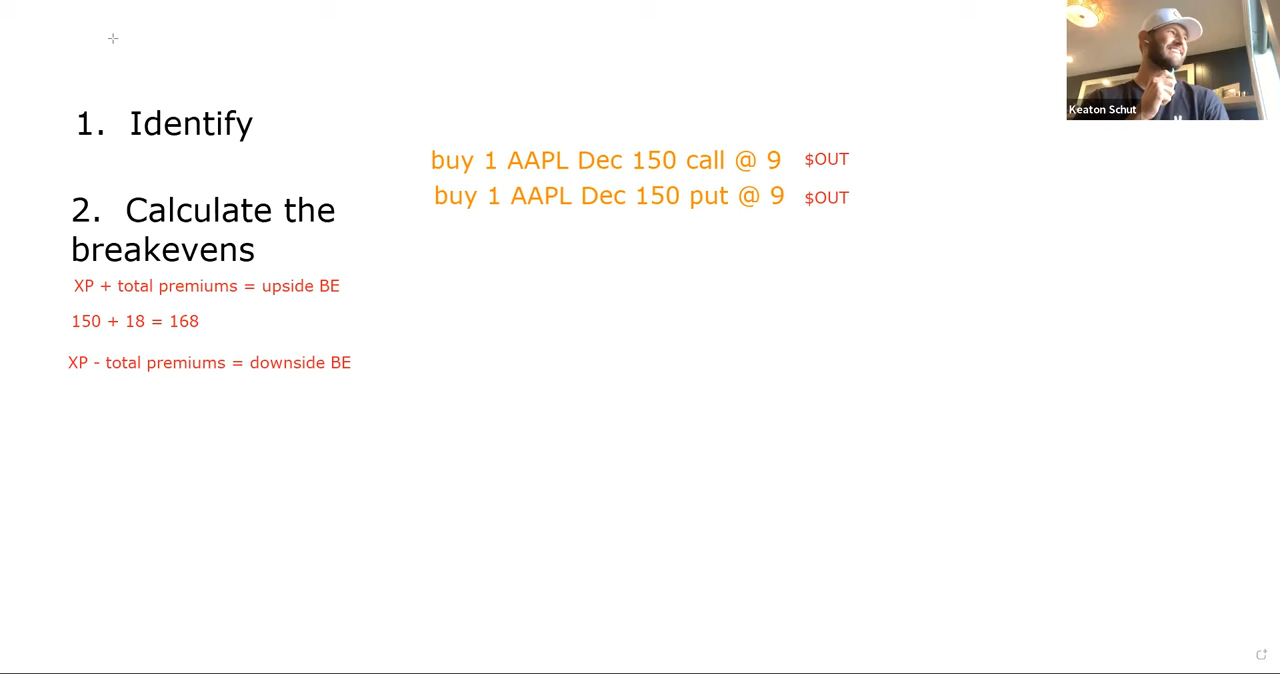 1. Identify
buy 1 AAPL Dec 150 call @ 9 $OUT
buy 1 AAPL Dec 150 put @ 9 $OUT
2. Calculate the
breakevens
XP + total premiums = upside BE
150 + 18 = 168
XP - total premiums = downside BE
Keaton Schut